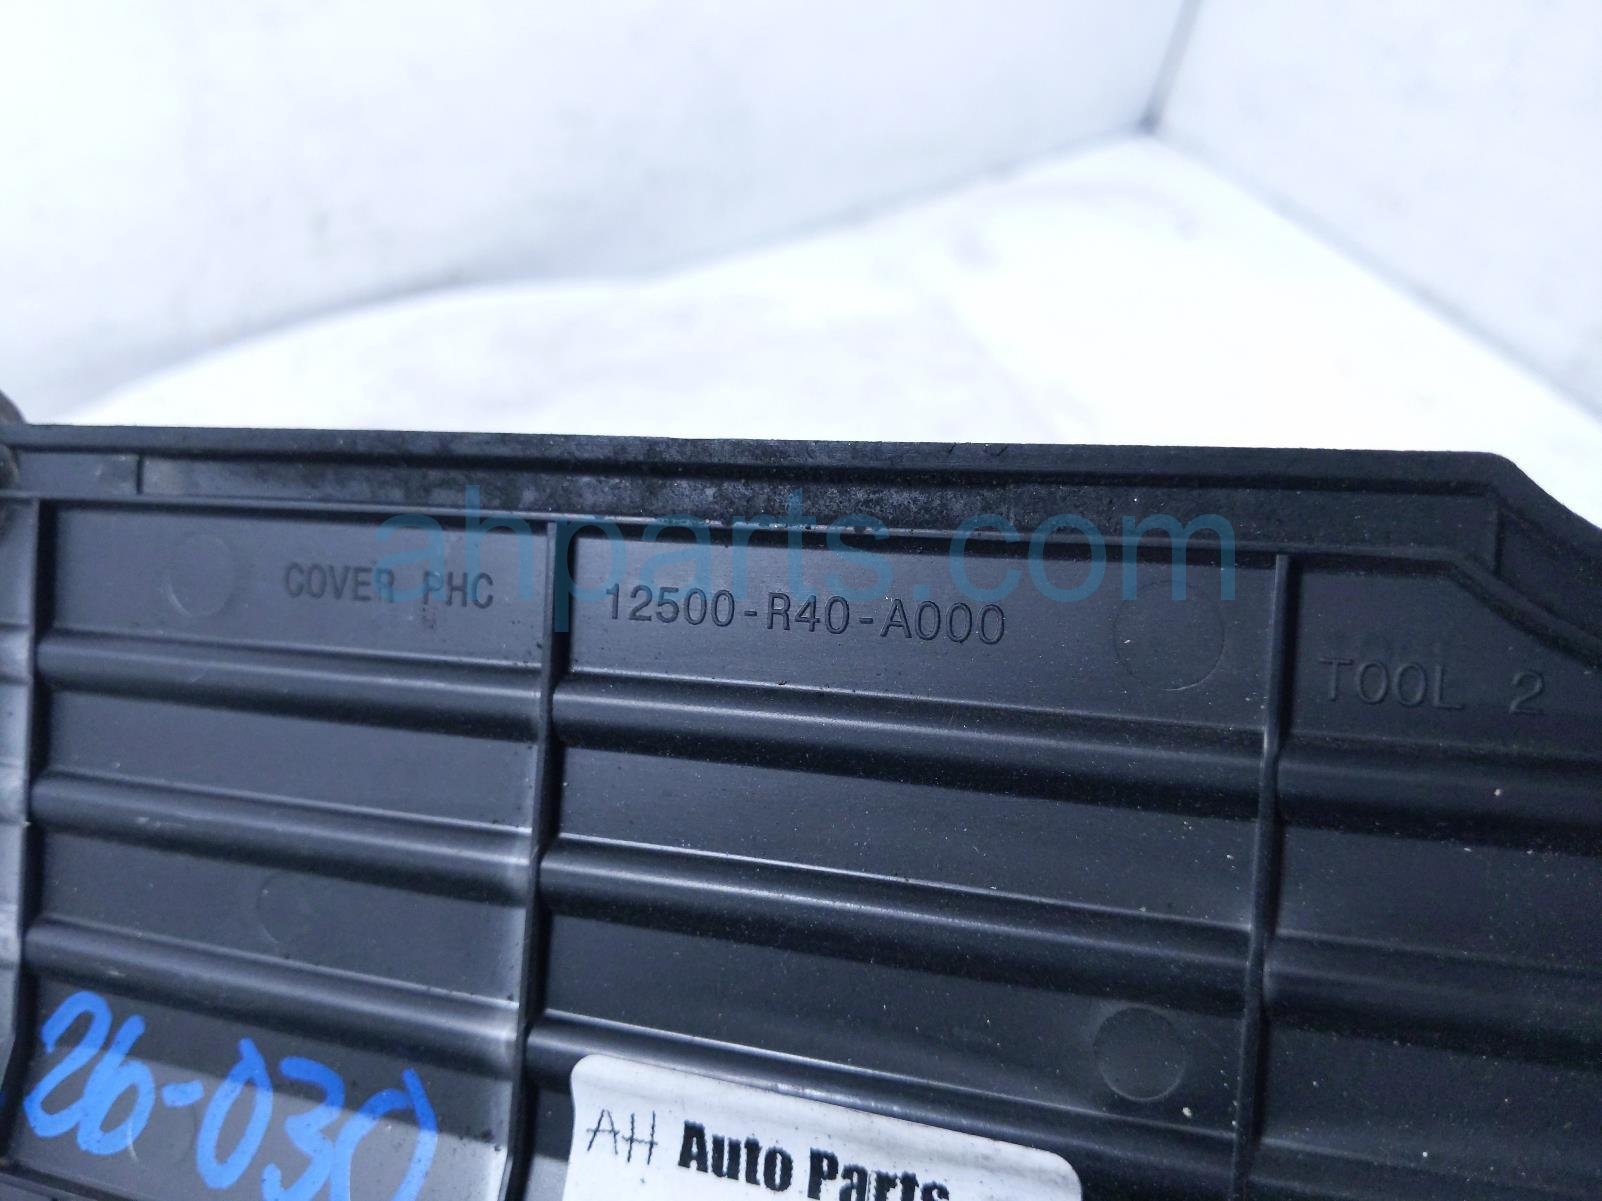 ahparts.com
COVER PHC 12500-R40-A000
TOOL 2
26-030
AH Auto Parts